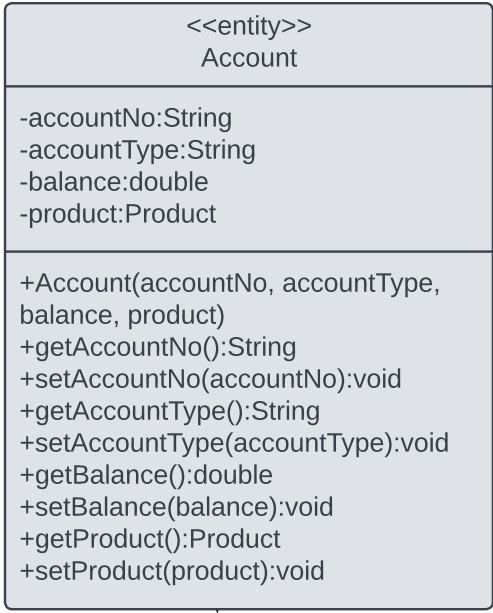 <<entity>>
Account
-accountNo:String
-accountType:String
-balance:double
-product:Product
+Account(accountNo, accountType,
balance, product)
+getAccountNo():String
+setAccountNo(accountNo):void
+getAccountType():String
+setAccountType(accountType):void
+getBalance():double
+setBalance(balance):void
+getProduct():Product
+setProduct(product):void